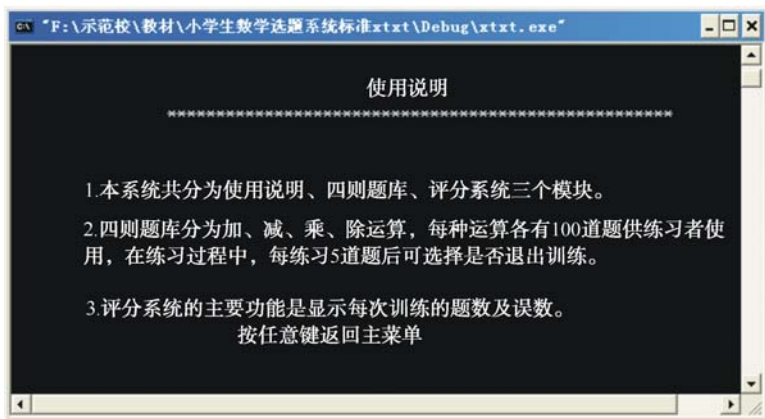 "F:\示范校\教材\小学生数学选题系统标准xtxt\Debug\xtxt.exe"
使用说明
**************************************************
1.本系统共分为使用说明、四则题库、评分系统三个模块。
2.四则题库分为加、减、乘、除运算，每种运算各有100道题供练习者使
用，在练习过程中，每练习5道题后可选择是否退出训练。
3.评分系统的主要功能是显示每次训练的题数及误数。
按任意键返回主菜单